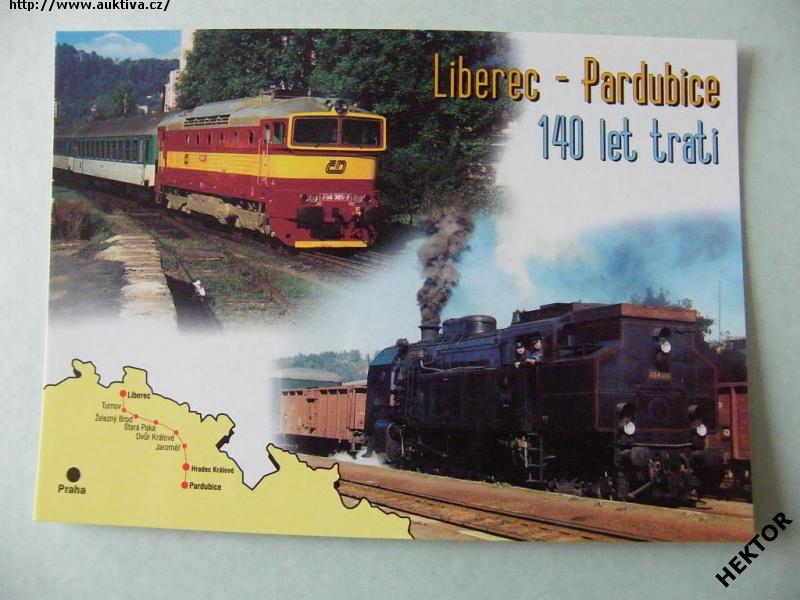 http://www.auktiva.cz/
Liberec - Pardubice
140 let trati
ČD
Liberec
Turnov
Železný Brod
Stará Paka
Dvůr Králové
Jaroměř
Hradec Králové
Pardubice
Praha
HEKTOR